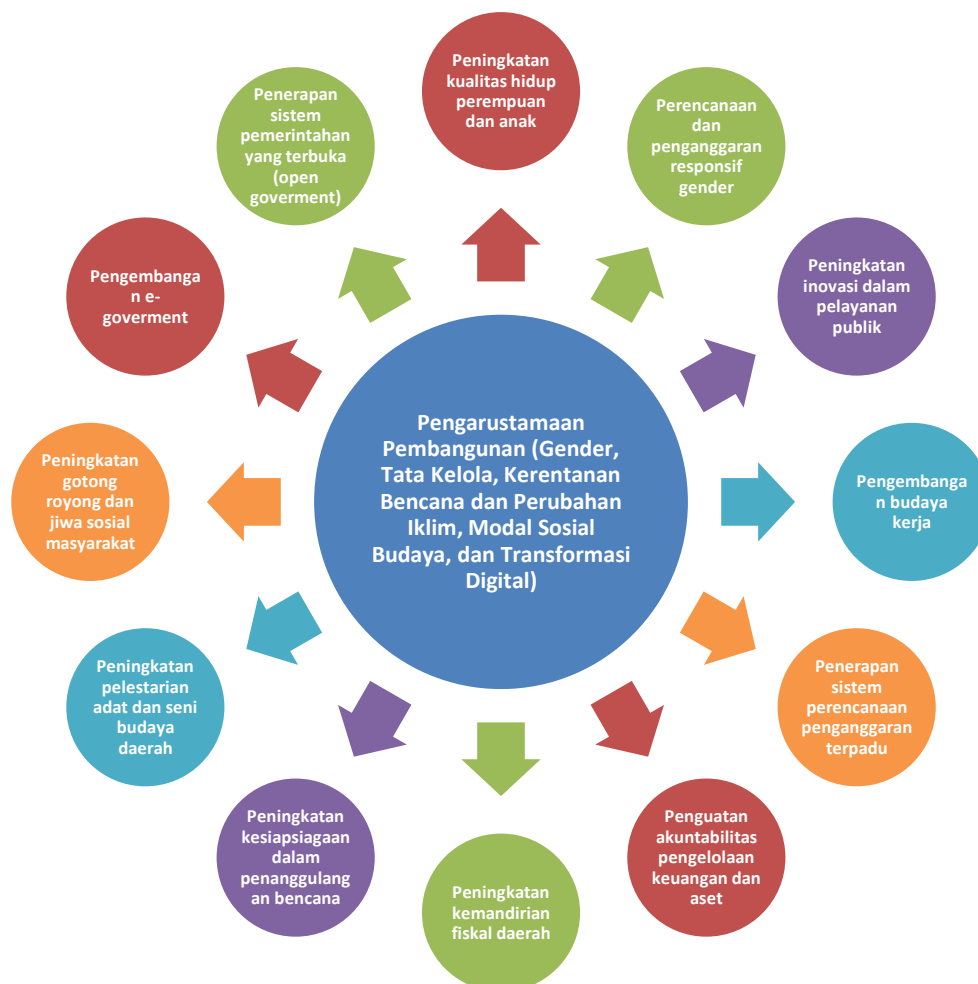 Peningkatan
kualitas hidup
perempuan
dan anak
Perencanaan
dan
penganggaran
responsif
gender
Peningkatan
inovasi dalam
pelayanan
publik
Pengembanga
n budaya
kerja
Penerapan
sistem
perencanaan
penganggaran
terpadu
Penguatan
akuntabilitas
pengelolaan
keuangan dan
aset
Peningkatan
kemandirian
fiskal daerah
Peningkatan
kesiapsiagaan
dalam
penanggulang
an bencana
Peningkatan
pelestarian
adat dan seni
budaya
daerah
Peningkatan
gotong
royong dan
jiwa sosial
masyarakat
Pengembanga
n e-
goverment
Penerapan
sistem
pemerintahan
yang terbuka
(open
goverment)
Pengarustamaan
Pembangunan (Gender,
Tata Kelola, Kerentanan
Bencana dan Perubahan
Iklim, Modal Sosial
Budaya, dan Transformasi
Digital)